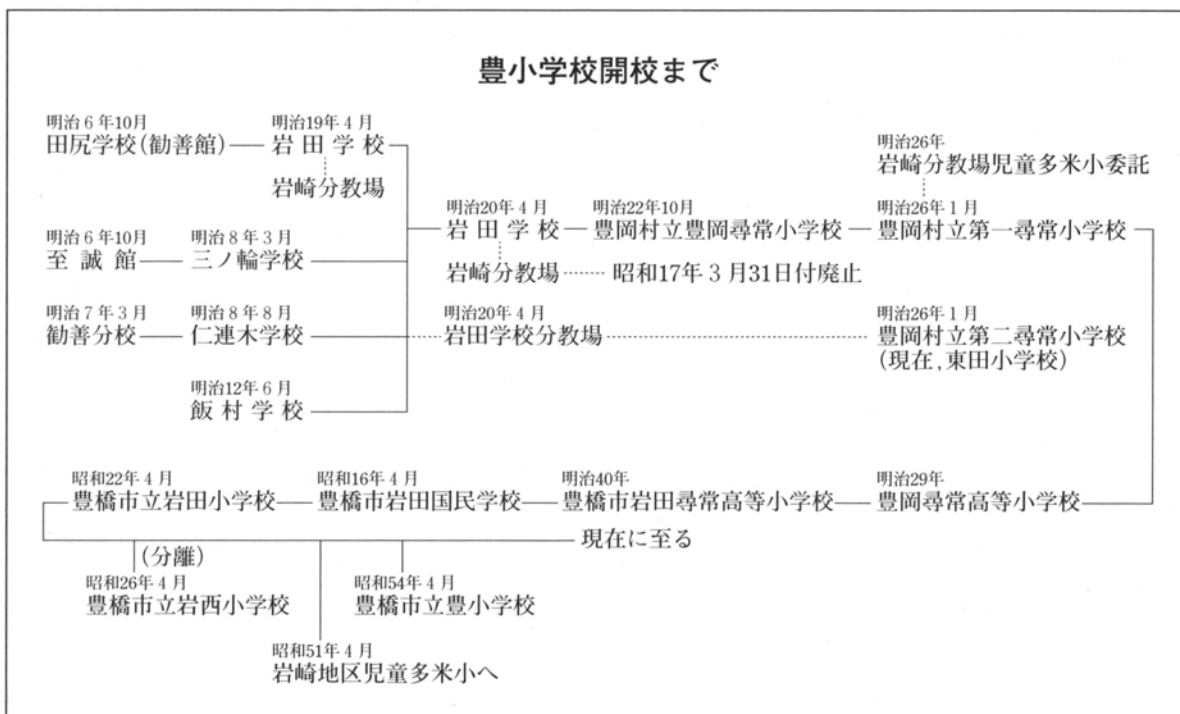 豊小学校開校まで
明治6年10月
田尻学校(勧善館)
明治19年4月
岩田学校
岩崎分教場
明治6年10月
至誠館
明治8年3月
三ノ輪学校
明治7年3月
勧善分校
明治8年8月
仁連木学校
明治12年6月
飯村学校
明治20年4月
岩田学校
岩崎分教場
昭和17年3月31日付廃止
明治20年4月
岩田学校分教場
明治22年10月
豊岡村立豊岡尋常小学校
明治26年
岩崎分教場児童多米小委託
明治26年1月
豊岡村立第一尋常小学校
明治26年1月
豊岡村立第二尋常小学校
(現在,東田小学校)
明治29年
豊岡尋常高等小学校
明治40年
豊橋市岩田尋常高等小学校
昭和16年4月
豊橋市岩田国民学校
昭和22年4月
豊橋市立岩田小学校
現在に至る
(分離)
昭和26年4月
豊橋市立岩西小学校
昭和54年4月
豊橋市立豊小学校
昭和51年4月
岩崎地区児童多米小へ